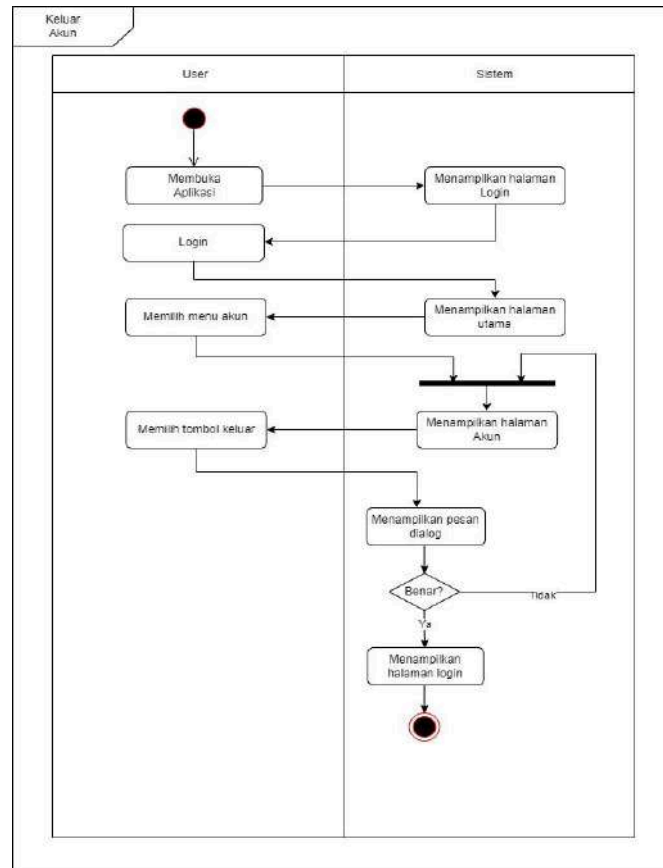 Keluar
Akun
User
Sistem
Membuka
Aplikasi
Menampilkan halaman
Login
Login
Menampilkan halaman
utama
Memilih menu akun
Menampilkan halaman
Akun
Memilih tombol keluar
Menampilkan pesan
dialog
Benar?
Tidak
Ya
Menampilkan
halaman login